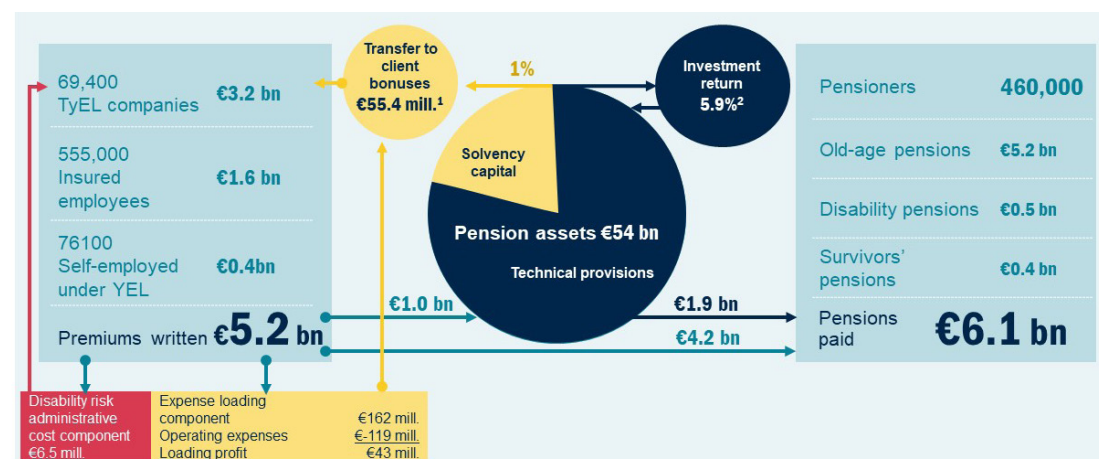 69,400
TyEL companies
€3.2 bn
555,000
Insured
employees
€1.6 bn
76100
Self-employed
under YEL
€0.4bn
Premiums written €5.2 bn
Disability risk
administrative
cost component
€6.5 mill.
Expense loading
component €162 mill.
Operating expenses €-119 mill.
Loading profit €43 mill.
Transfer to
client
bonuses
€55.4 mill.¹
1%
Investment
return
5.9%²
Solvency
capital
Pension assets €54 bn
Technical provisions
€1.0 bn
€1.9 bn
€4.2 bn
Pensioners 460,000
Old-age pensions €5.2 bn
Disability pensions €0.5 bn
Survivors'
pensions
€0.4 bn
Pensions
paid
€6.1 bn